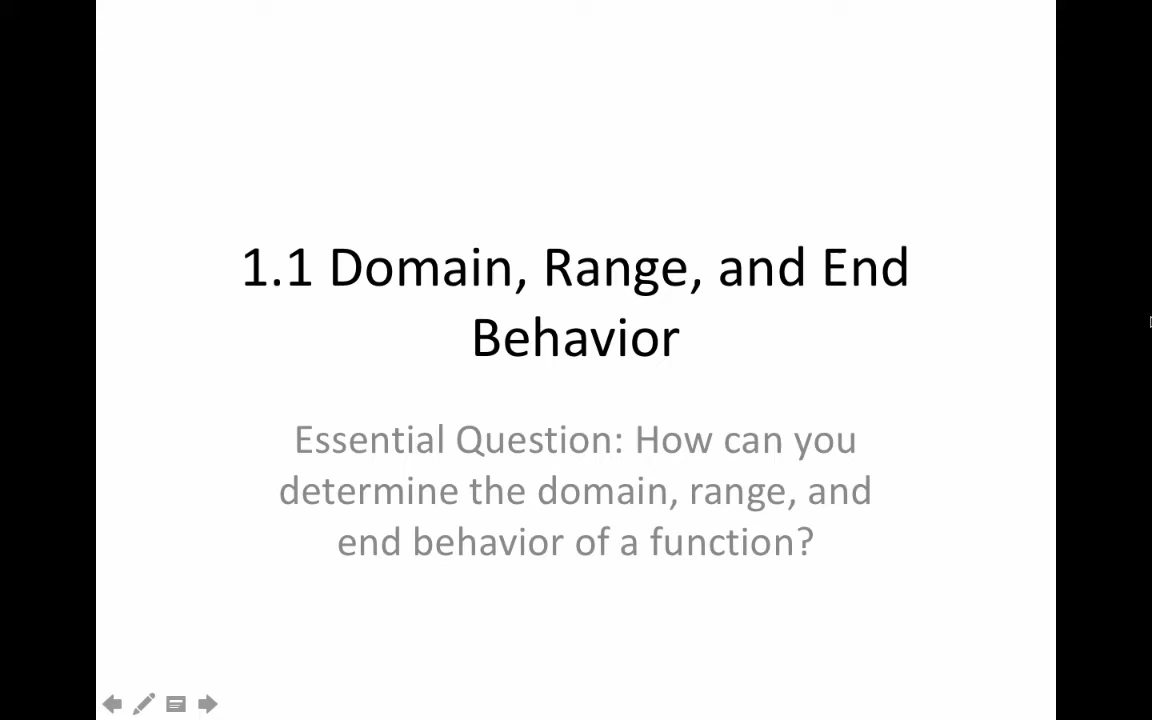 1.1 Domain, Range, and End
Behavior
Essential Question: How can you
determine the domain, range, and
end behavior of a function?